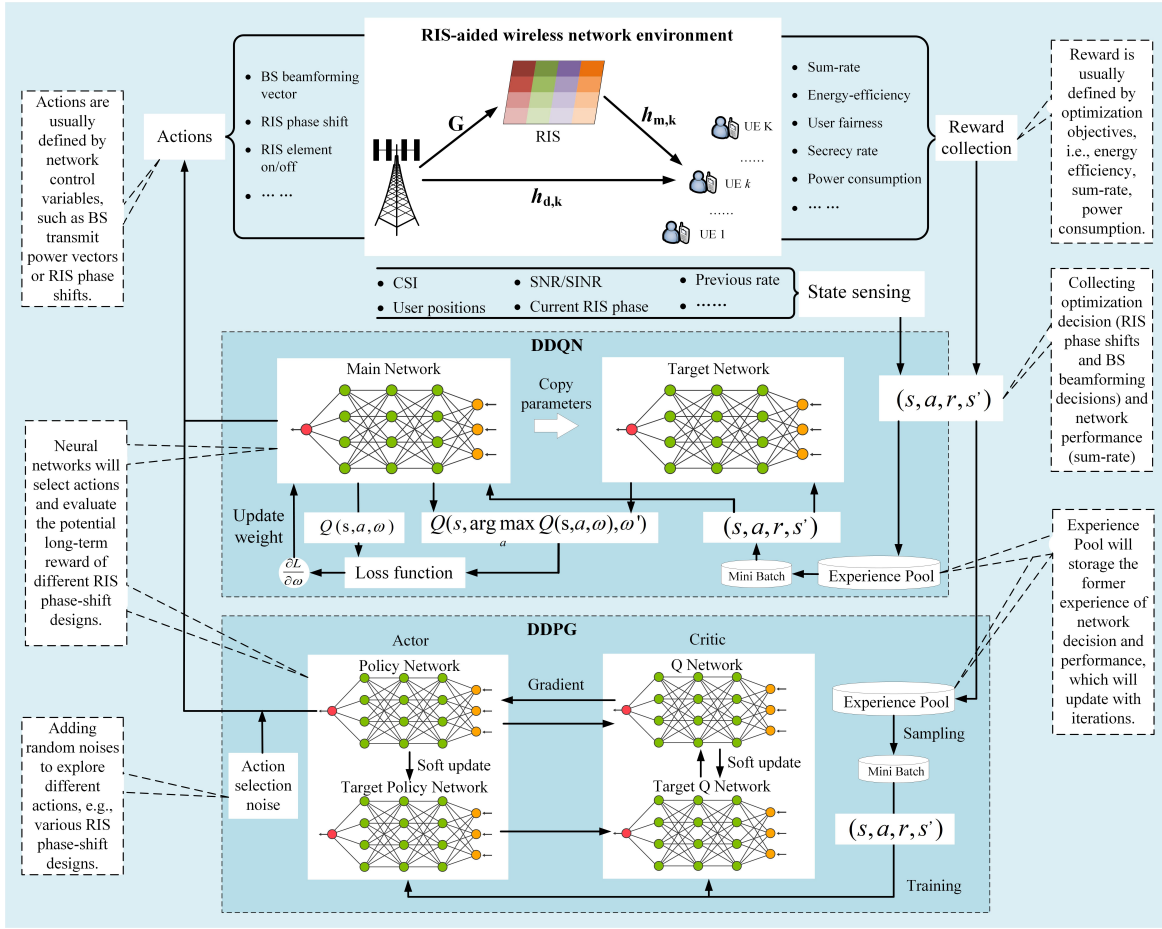 RIS-aided wireless network environment
G
RIS
h_{m,k}
h_{d,k}
UE K
......
UE k
......
UE 1
Actions are
usually
defined by
network
control
variables,
such as BS
transmit
power vectors
or RIS phase
shifts.
Actions
• BS beamforming
vector
• RIS phase shift
• RIS element
on/off
• ... ...
• Sum-rate
• Energy-efficiency
• User fairness
• Secrecy rate
• Power consumption
• ... ...
Reward
collection
Reward is
usually
defined by
optimization
objectives,
i.e., energy
efficiency,
sum-rate,
power
consumption.
• CSI
• SNR/SINR
• Previous rate
• User positions
• Current RIS phase
• ......
State sensing
(s, a, r, s’)
Collecting
optimization
decision (RIS
phase shifts
and BS
beamforming
decisions) and
network
performance
(sum-rate)
DDQN
Main Network
Copy
parameters
Target Network
Update
weight
Q(s,a,ω)
Q(s, arg max Q(s,a,ω),ω')
a
(s, a, r, s’)
∂L
∂ω
Loss function
Mini Batch
Experience Pool
Neural
networks will
select actions
and evaluate
the potential
long-term
reward of
different RIS
phase-shift
designs.
Experience
Pool will
storage the
former
experience of
network
decision and
performance,
which will
update with
iterations.
DDPG
Actor
Critic
Policy Network
Gradient
Q Network
Soft update
Soft update
Target Policy Network
Target Q Network
Experience Pool
Sampling
Mini Batch
(s, a, r, s’)
Training
Action
selection
noise
Adding
random noises
to explore
different
actions, e.g.,
various RIS
phase-shift
designs.